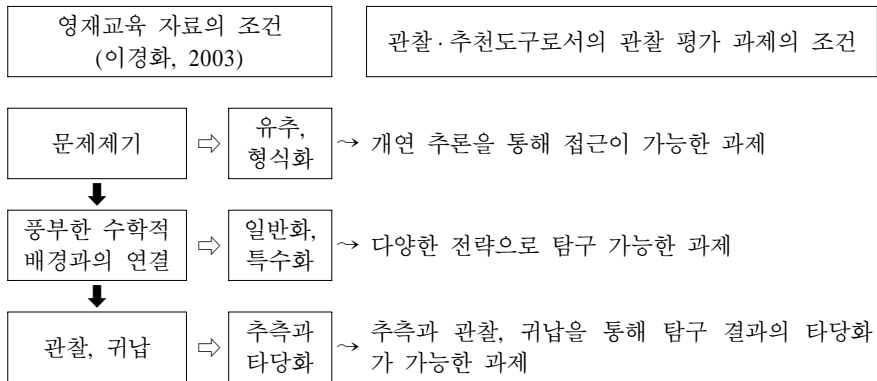 영재교육 자료의 조건
(이경화, 2003)
관찰·추천도구로서의 관찰 평가 과제의 조건
문제제기 ⇨ 유추,
형식화 ↝ 개연 추론을 통해 접근이 가능한 과제
풍부한 수학적
배경과의 연결 ⇨ 일반화,
특수화 ↝ 다양한 전략으로 탐구 가능한 과제
관찰, 귀납 ⇨ 추측과
타당화 ↝ 추측과 관찰, 귀납을 통해 탐구 결과의 타당화
가 가능한 과제